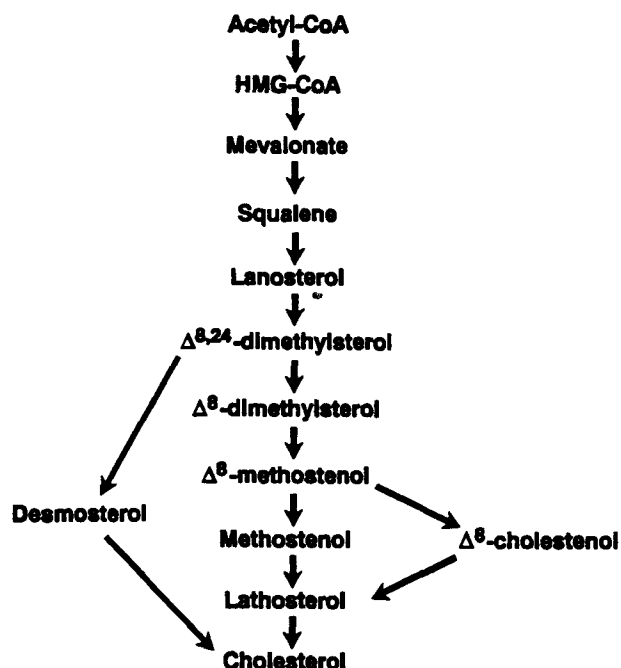 Acetyl-CoA
HMG-CoA
Mevalonate
Squalene
Lanosterol
Δ8,24-dimethylsterol
Δ8-dimethylsterol
Δ8-methostenol
Desmosterol
Methostenol
Δ8-cholestenol
Lathosterol
Cholesterol